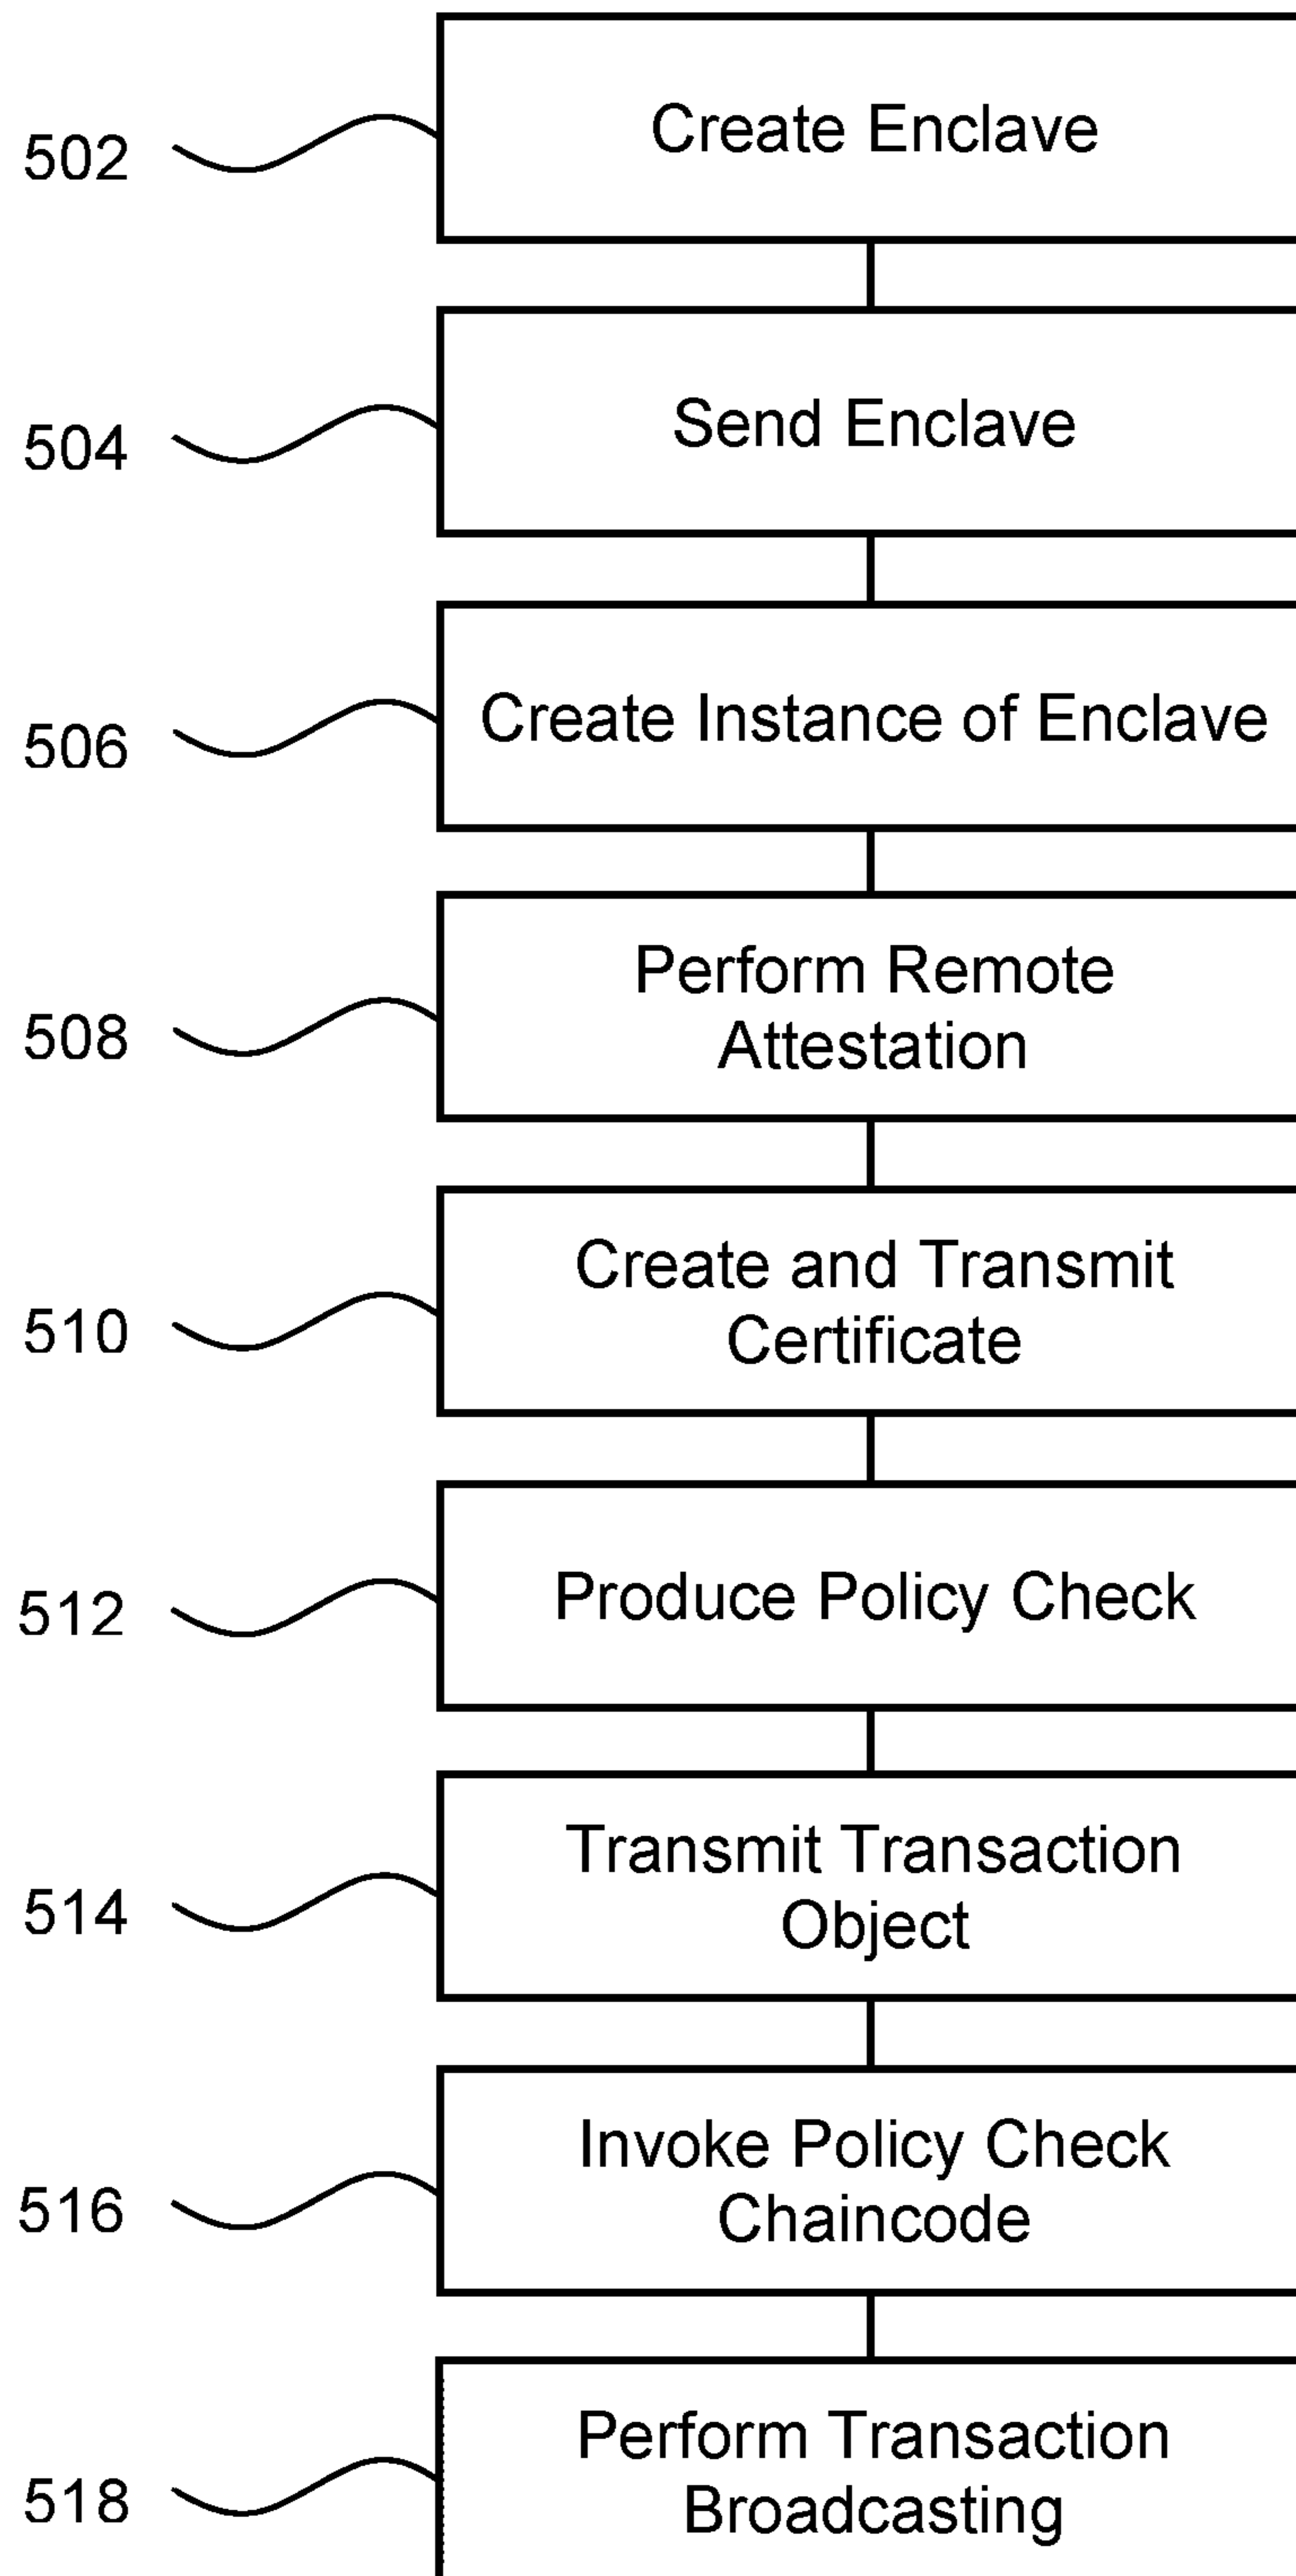 502
Create Enclave
504
Send Enclave
506
Create Instance of Enclave
508
Perform Remote
Attestation
510
Create and Transmit
Certificate
512
Produce Policy Check
514
Transmit Transaction
Object
516
Invoke Policy Check
Chaincode
518
Perform Transaction
Broadcasting